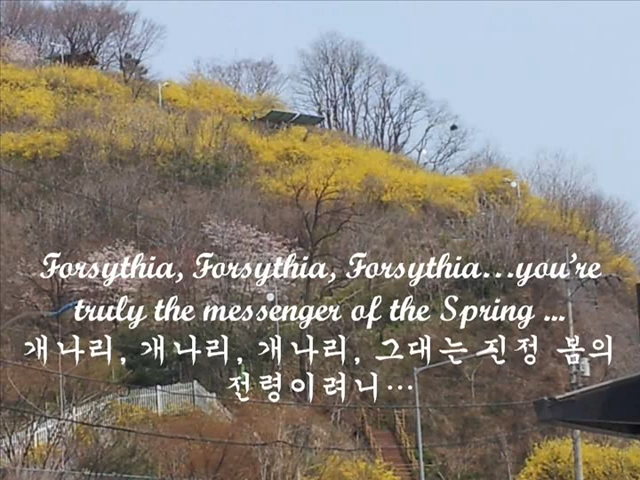 Forsythia, Forsythia, Forsythia...you're
truly the messenger of the Spring ...
개나리, 개나리, 개나리, 그대는 진정 봄의
전령이려니…